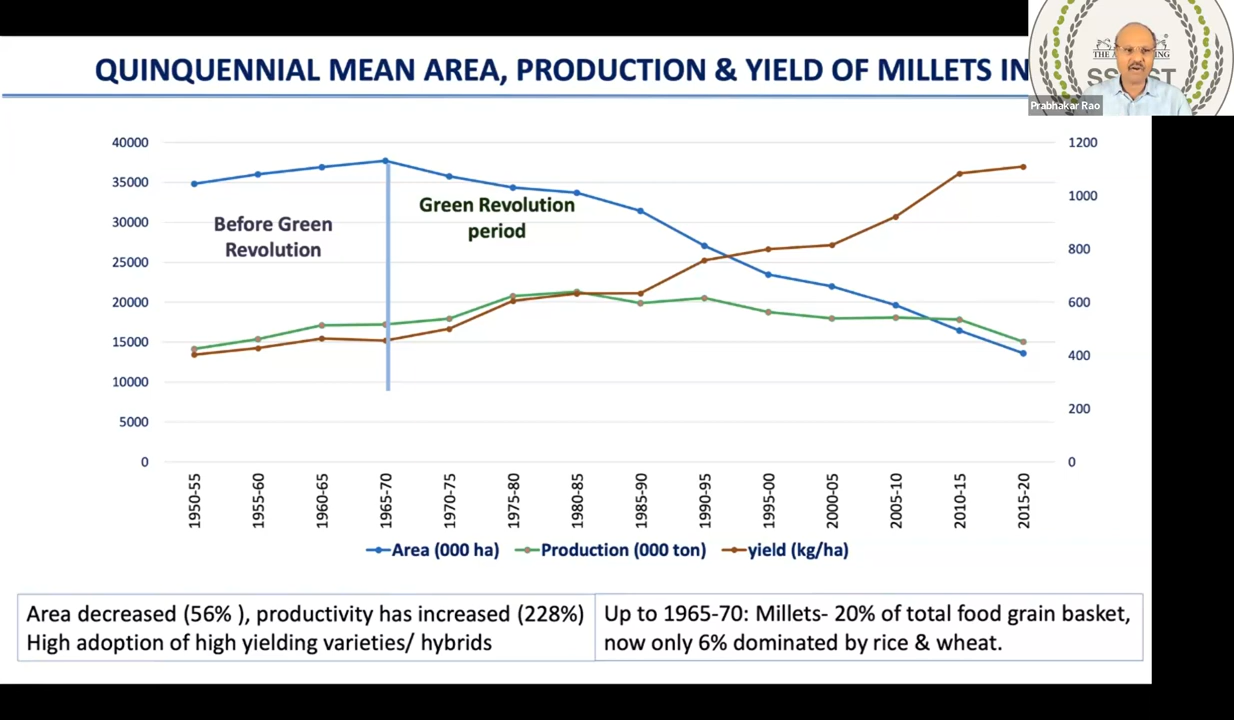 QUINQUENNIAL MEAN AREA, PRODUCTION & YIELD OF MILLETS IN
Prabhakar Rao
40000
35000
30000
25000
20000
15000
10000
5000
0
1200
1000
800
600
400
200
0
Before Green
Revolution
Green Revolution
period
1950-55
1955-60
1960-65
1965-70
1970-75
1975-80
1980-85
1985-90
1990-95
1995-00
2000-05
2005-10
2010-15
2015-20
Area (000 ha)
Production (000 ton)
yield (kg/ha)
Area decreased (56% ), productivity has increased (228%)
High adoption of high yielding varieties/ hybrids
Up to 1965-70: Millets- 20% of total food grain basket,
now only 6% dominated by rice & wheat.